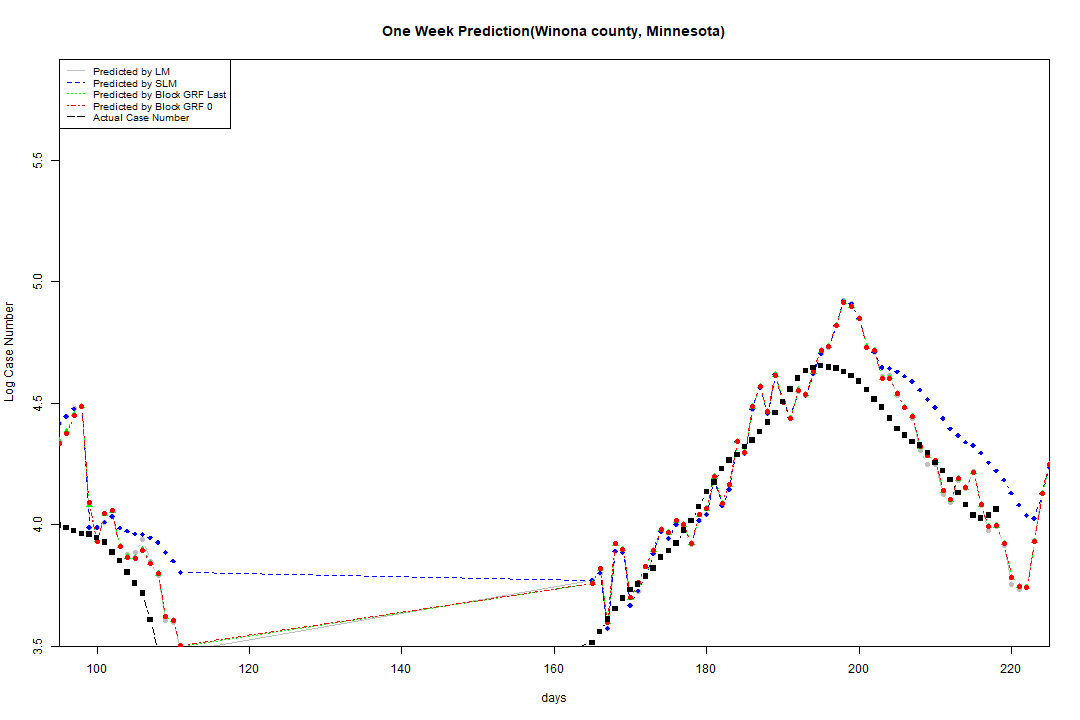 One Week Prediction(Winona county, Minnesota)
Predicted by LM
Predicted by SLM
Predicted by Block GRF Last
Predicted by Block GRF 0
Actual Case Number
Log Case Number
5.5
5.0
4.5
4.0
3.5
100 120 140 160 180 200 220
days